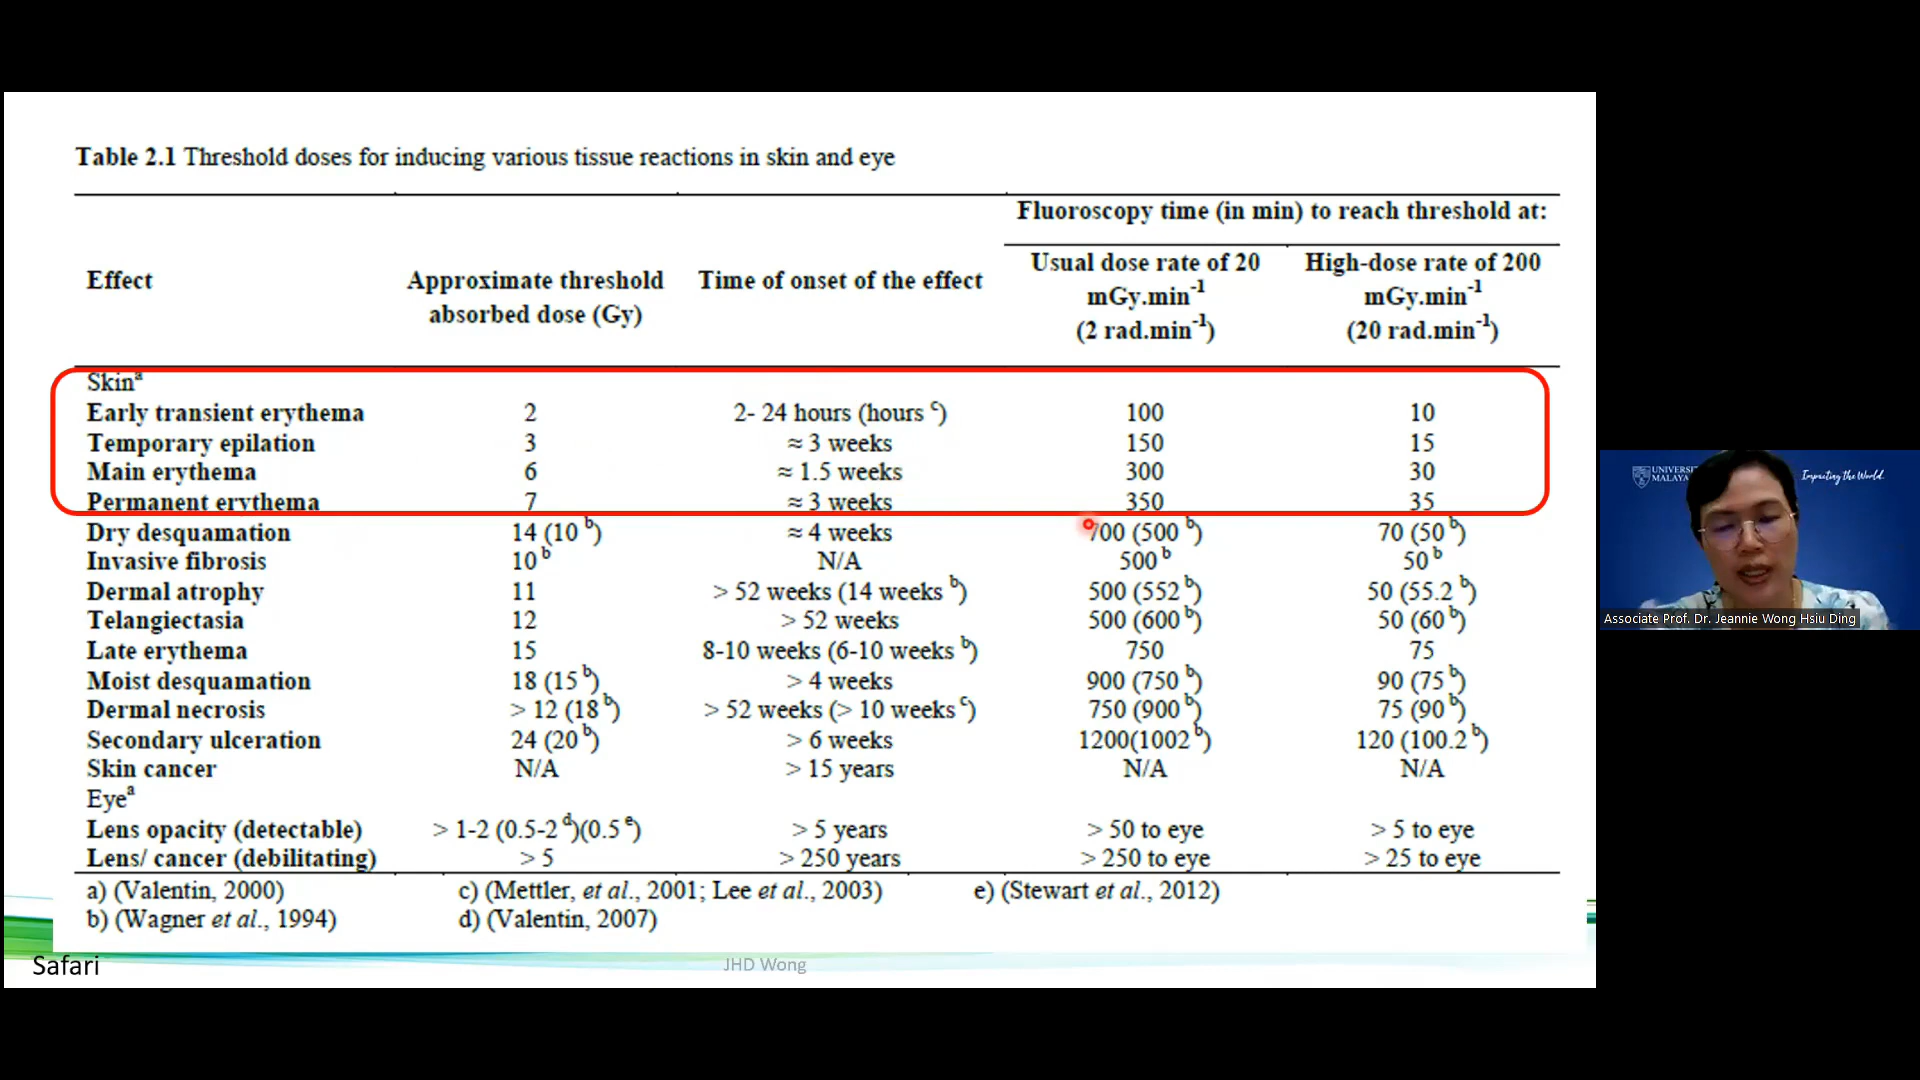 Table 2.1 Threshold doses for inducing various tissue reactions in skin and eye
Fluoroscopy time (in min) to reach threshold at:
Effect Approximate threshold absorbed dose (Gy) Time of onset of the effect Usual dose rate of 20 mGy.min-1 (2 rad.min-1) High-dose rate of 200 mGy.min-1 (20 rad.min-1)
Skin a
Early transient erythema 2 2- 24 hours (hours c) 100 10
Temporary epilation 3 ≈ 3 weeks 150 15
Main erythema 6 ≈ 1.5 weeks 300 30
Permanent erythema 7 ≈ 3 weeks 350 35
Dry desquamation 14 (10 b) ≈ 4 weeks 700 (500 b) 70 (50 b)
Invasive fibrosis 10 b N/A 500 b 50 b
Dermal atrophy 11 > 52 weeks (14 weeks b) 500 (552 b) 50 (55.2 b)
Telangiectasia 12 > 52 weeks 500 (600 b) 50 (60 b)
Late erythema 15 8-10 weeks (6-10 weeks b) 750 75
Moist desquamation 18 (15 b) > 4 weeks 900 (750 b) 90 (75 b)
Dermal necrosis > 12 (18 b) > 52 weeks (> 10 weeks c) 750 (900 b) 75 (90 b)
Secondary ulceration 24 (20 b) > 6 weeks 1200(1002 b) 120 (100.2 b)
Skin cancer N/A > 15 years N/A N/A
Eye a
Lens opacity (detectable) > 1-2 (0.5-2 d)(0.5 e) > 5 years > 50 to eye > 5 to eye
Lens/ cancer (debilitating) > 5 > 250 years > 250 to eye > 25 to eye
a) (Valentin, 2000) c) (Mettler, et al., 2001; Lee et al., 2003) e) (Stewart et al., 2012)
b) (Wagner et al., 1994) d) (Valentin, 2007)
Safari
JHD Wong
Impacting the World.
Associate Prof. Dr. Jeannie Wong Hsiu Ding